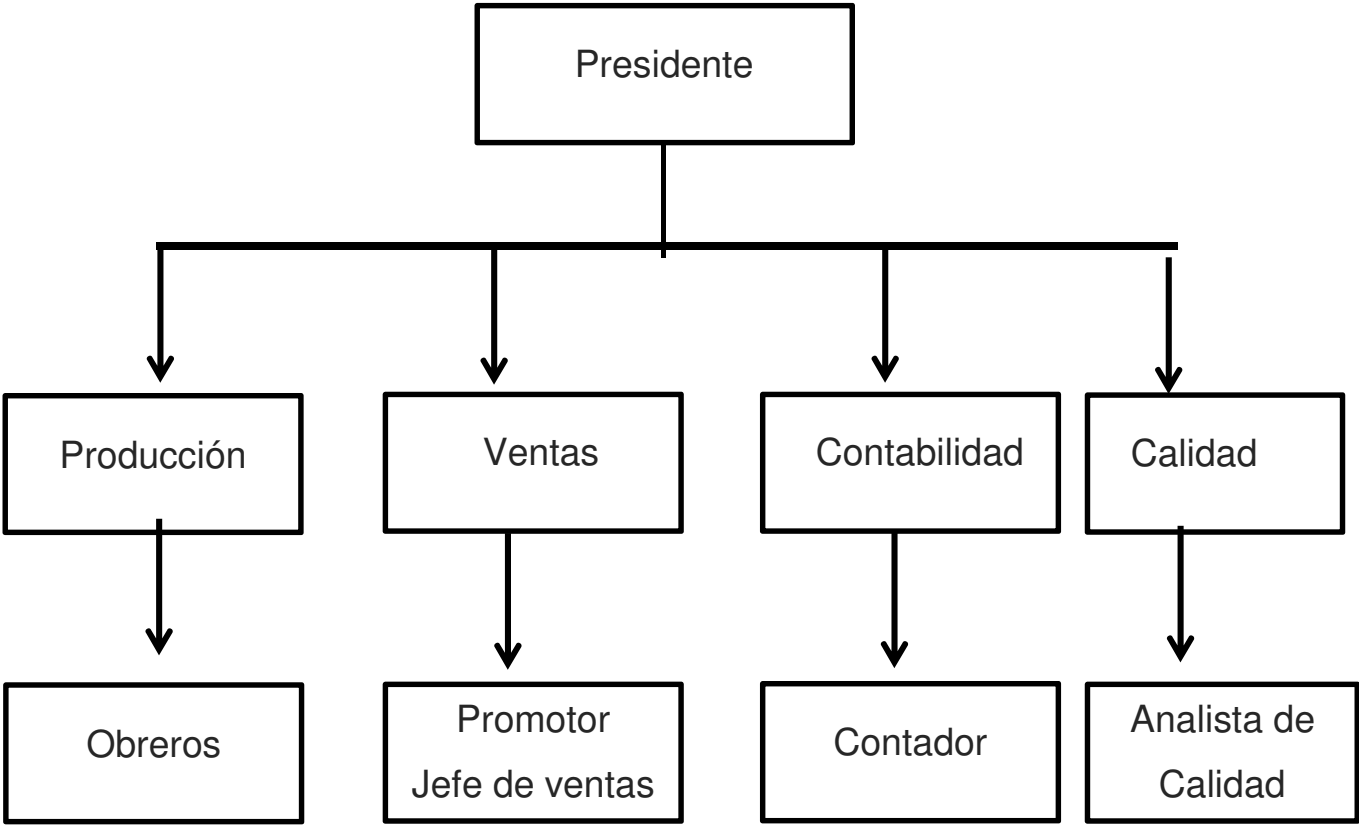 Presidente
Producción
Ventas
Contabilidad
Calidad
Obreros
Promotor
Jefe de ventas
Contador
Analista de
Calidad